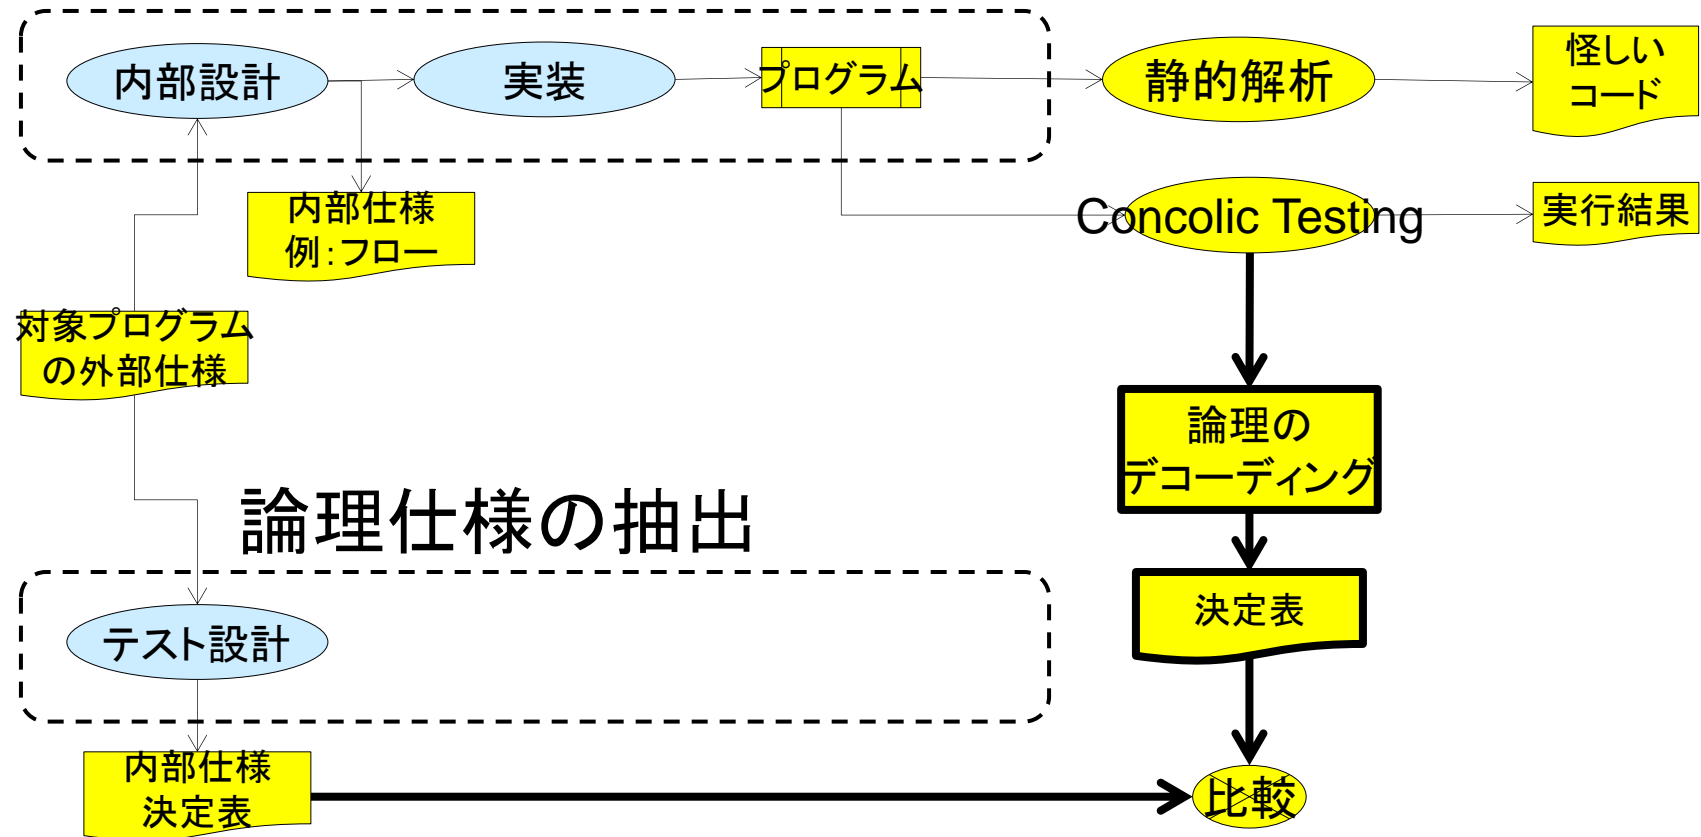 内部設計
実装
プログラム
静的解析
怪しい
コード
内部仕様
例：フロー
Concolic Testing
実行結果
対象プログラム
の外部仕様
論理の
デコーディング
論理仕様の抽出
決定表
テスト設計
内部仕様
決定表
比較